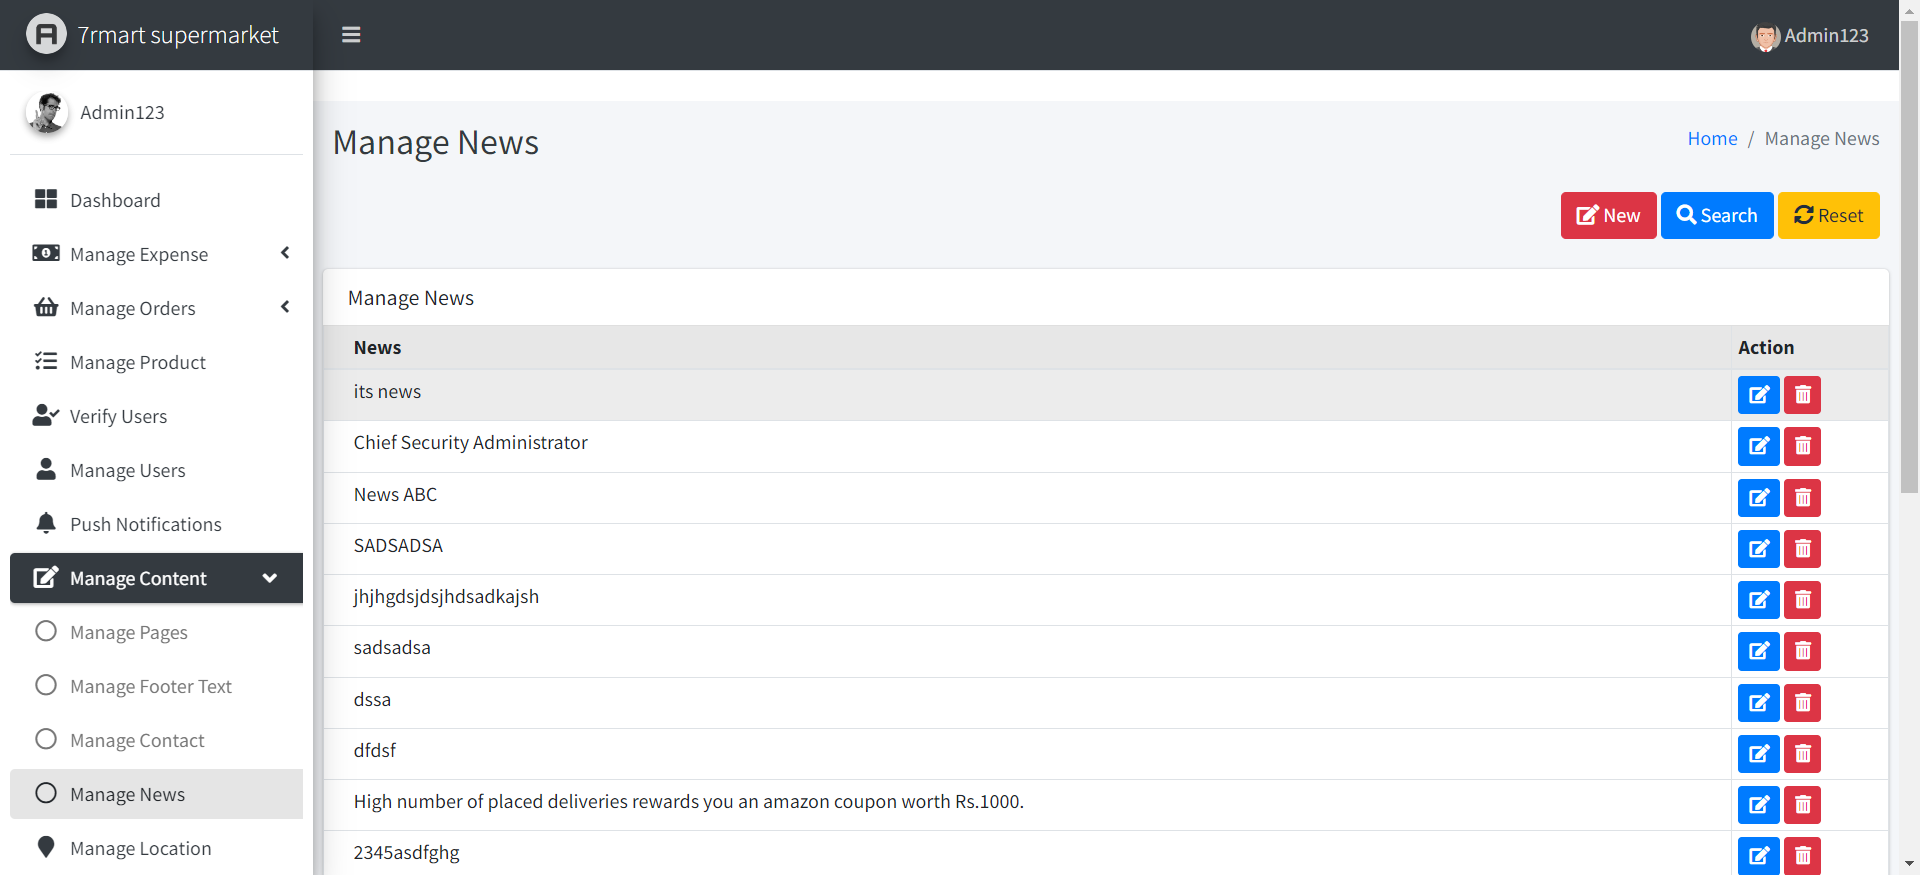 7rmart supermarket
Admin123
Admin123
Dashboard
Manage Expense
Manage Orders
Manage Product
Verify Users
Manage Users
Push Notifications
Manage Content
Manage Pages
Manage Footer Text
Manage Contact
Manage News
Manage Location
Manage News
Home / Manage News
New Search Reset
Manage News
News Action
its news
Chief Security Administrator
News ABC
SADSADSA
jhjhgdsjdsjhdsadkajsh
sadsadsa
dssa
dfdsf
High number of placed deliveries rewards you an amazon coupon worth Rs.1000.
2345asdfghg